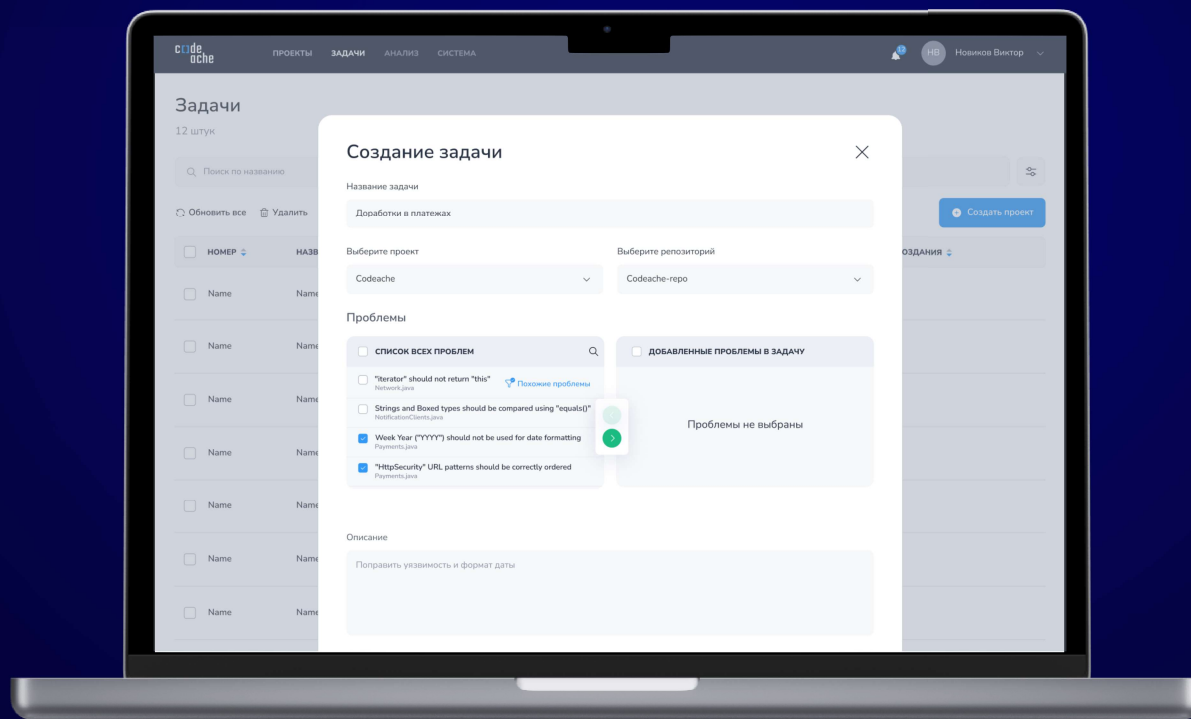 c de
ache
ПРОЕКТЫ ЗАДАЧИ АНАЛИЗ СИСТЕМА
12
НВ
Новиков Виктор
Задачи
12 штук
Поиск по названию
Обновить все Удалить
Создать проект
НОМЕР НАЗВ ОЗДАНИЯ
Name Name
Name Name
Name Name
Name Name
Name Name
Name Name
Name Name
Создание задачи
Название задачи
Доработки в платежах
Выберите проект Выберите репозиторий
Codeache Codeache-repo
Проблемы
СПИСОК ВСЕХ ПРОБЛЕМ
"iterator" should not return "this"
Network.java
Похожие проблемы
Strings and Boxed types should be compared using "equals()"
NotificationClients.java
Week Year ("YYYY") should not be used for date formatting
Payments.java
"HttpSecurity" URL patterns should be correctly ordered
Payments.java
ДОБАВЛЕННЫЕ ПРОБЛЕМЫ В ЗАДАЧУ
Проблемы не выбраны
Описание
Поправить уязвимость и формат даты